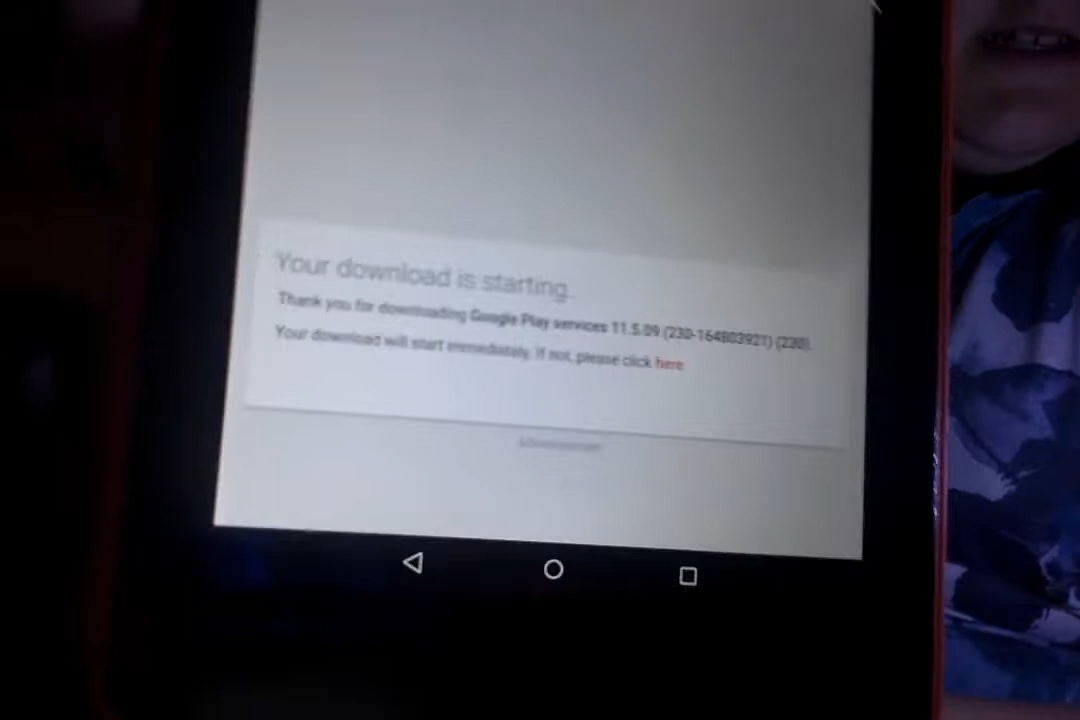 Your download is starting..
Thank you for downloading Google Play services 11.5.09 (230-164803921) (230).
Your download will start immediately. If not, please click here
Advertisement